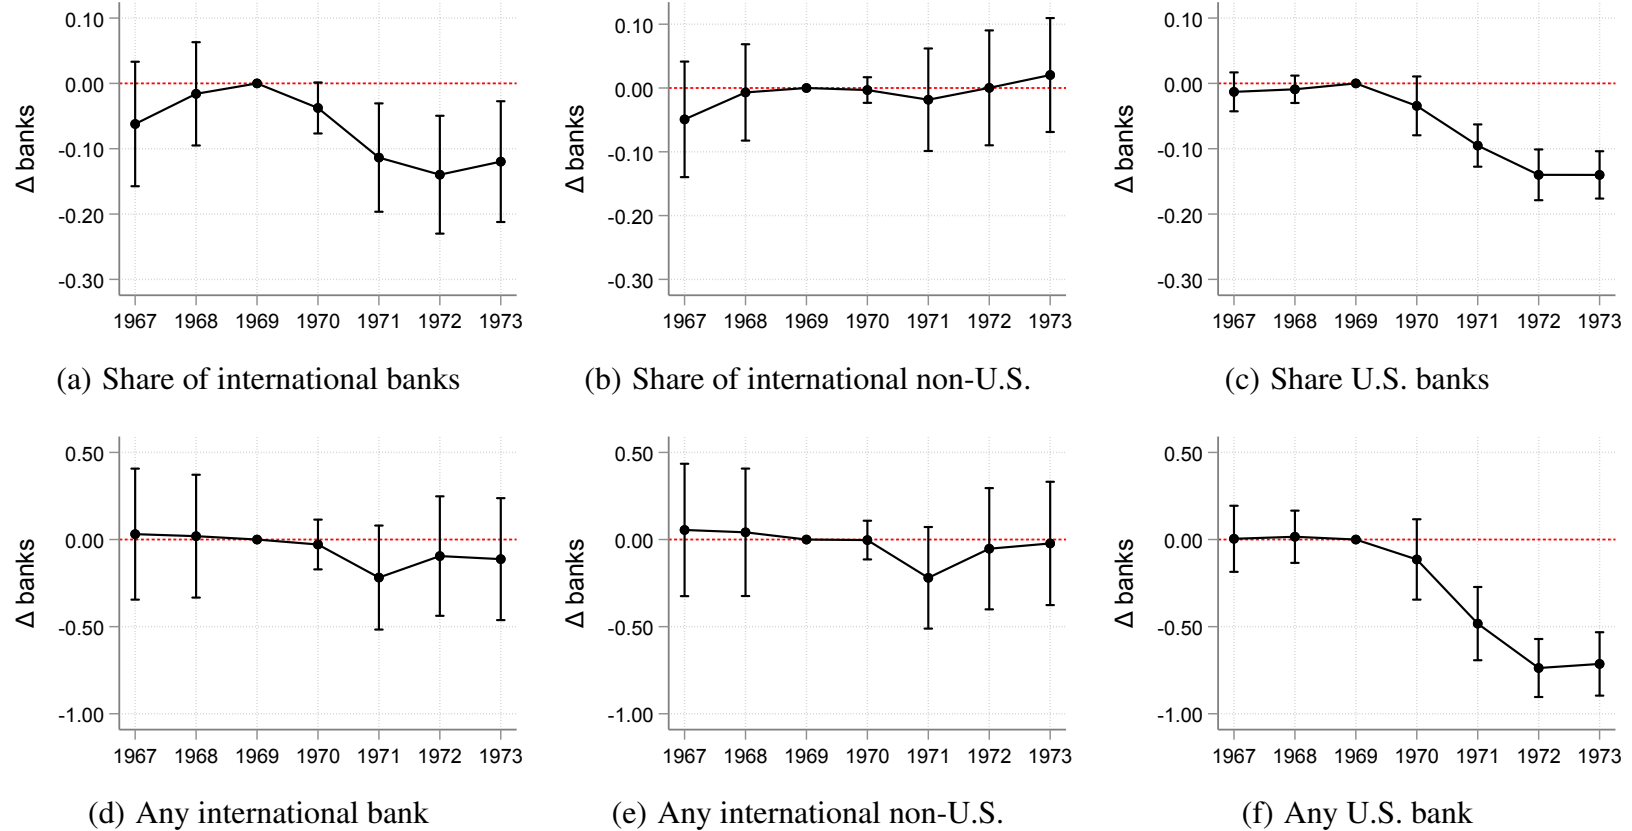 0.10
0.00
-0.10
-0.20
-0.30
Δ banks
1967 1968 1969 1970 1971 1972 1973
(a) Share of international banks
0.10
0.00
-0.10
-0.20
-0.30
Δ banks
1967 1968 1969 1970 1971 1972 1973
(b) Share of international non-U.S.
0.10
0.00
-0.10
-0.20
-0.30
Δ banks
1967 1968 1969 1970 1971 1972 1973
(c) Share U.S. banks
0.50
0.00
-0.50
-1.00
Δ banks
1967 1968 1969 1970 1971 1972 1973
(d) Any international bank
0.50
0.00
-0.50
-1.00
Δ banks
1967 1968 1969 1970 1971 1972 1973
(e) Any international non-U.S.
0.50
0.00
-0.50
-1.00
Δ banks
1967 1968 1969 1970 1971 1972 1973
(f) Any U.S. bank